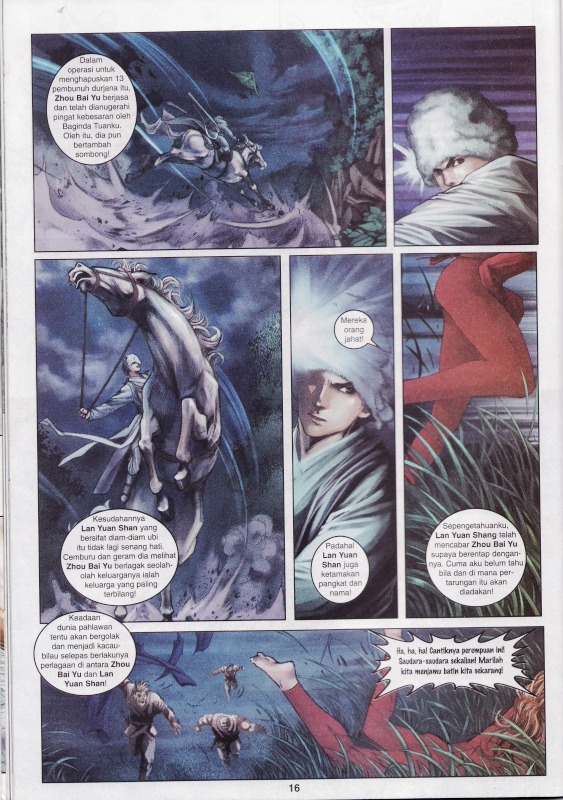 Dalam
operasi untuk
menghapuskan 13
pembunuh durjana itu,
Zhou Bai Yu berjasa
dan telah dianugerahi
pingat kebesaran oleh
Baginda Tuanku.
Oleh itu, dia pun
bertambah
sombong!
Mereka
orang
jahat!
Kesudahannya
Lan Yuan Shan yang
bersifat diam-diam ubi
itu tidak lagi senang hati.
Cemburu dan geram dia melihat
Zhou Bai Yu berlagak seolah-
olah keluarganya ialah
keluarga yang paling
terbilang!
Padahal
Lan Yuan
Shan juga
ketamakan
pangkat dan
nama!
Sepengetahuanku,
Lan Yuan Shang telah
mencabar Zhou Bai Yu
supaya berentap dengan-
nya. Cuma aku belum tahu
bila dan di mana per-
tarungan itu akan
diadakan!
Keadaan
dunia pahlawan
tentu akan bergolak
dan menjadi kacau-
bilau selepas berlakunya
perlagaan di antara Zhou
Bai Yu dan Lan
Yuan Shan!
Ha, ha, ha! Cantiknya perempuan ini!
Saudara-saudara sekalian! Marilah
kita menjamu batin kita sekarang!
16